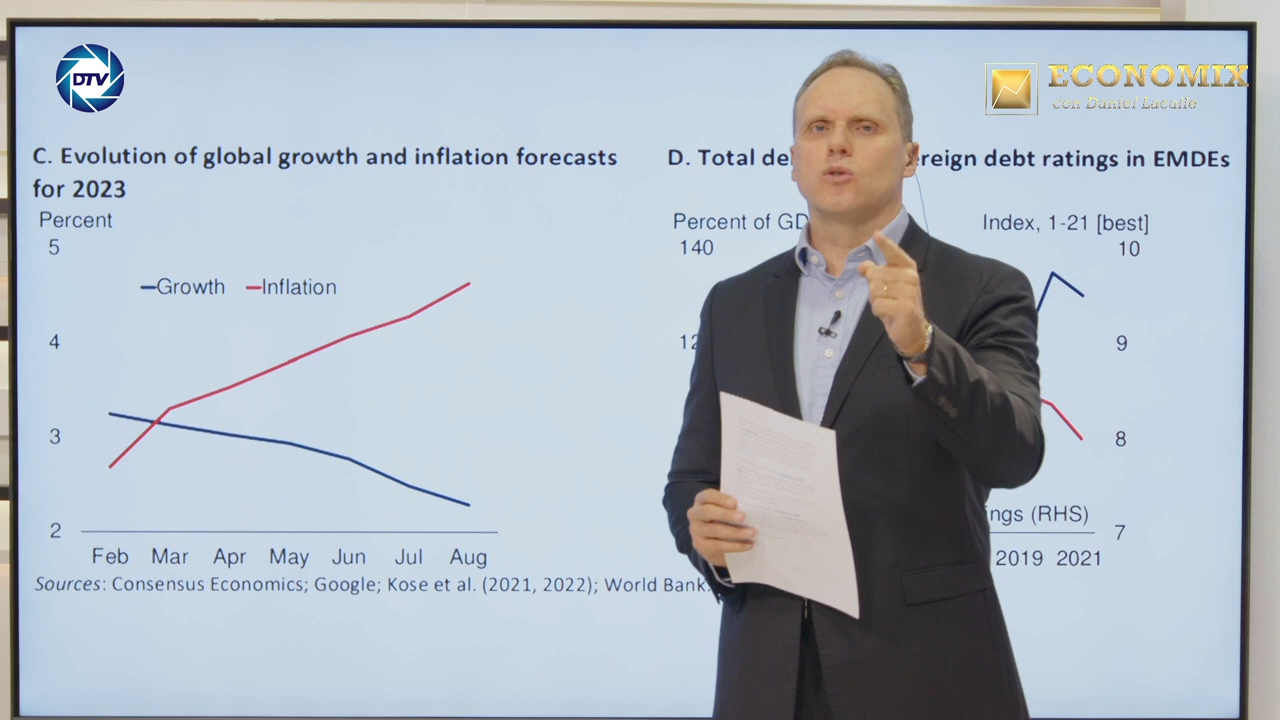 DTV
ECONOMIX
con Daniel Lacalle
C. Evolution of global growth and inflation forecasts
for 2023
Percent
5
4
3
2
Growth
Inflation
Feb Mar Apr May Jun Jul Aug
Sources: Consensus Economics; Google; Kose et al. (2021, 2022); World Bank.
D. Total de reign debt ratings in EMDEs
Percent of GD
Index, 1-21 [best]
140
12
10
9
8
7
ings (RHS)
2019 2021